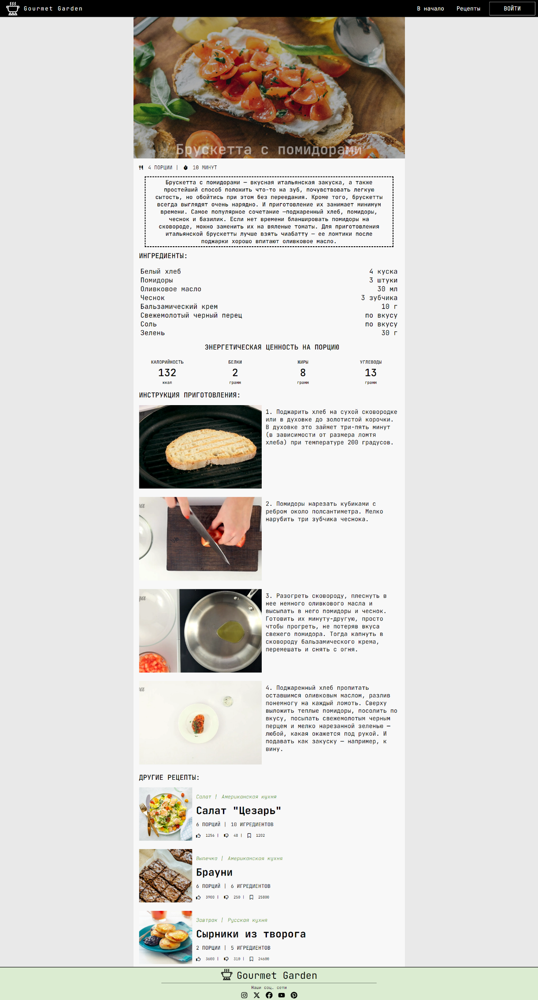 Gourmet Garden
В начало
Рецепты
ВОЙТИ
Брускетта с помидорами
4 ПОРЦИИ | 10 МИНУТ
Брускетта с помидорами — вкусная итальянская закуска, а также
простейший способ положить что-то на зуб, почувствовать легкую
сытость, но обойтись при этом без переедания. Кроме того, брускетты
всегда выглядят очень нарядно. И приготовление их занимает минимум
времени. Самое популярное сочетание —поджаренный хлеб, помидоры,
чеснок и базилик. Если нет времени бланшировать помидоры на
сковороде, можно заменить их на вяленые томаты. Для приготовления
итальянской брускетты лучше взять чиабатту — ее ломтики после
поджарки хорошо впитают оливковое масло.
ИНГРЕДИЕНТЫ:
Белый хлеб 4 куска
Помидоры 3 штуки
Оливковое масло 30 мл
Чеснок 3 зубчика
Бальзамический крем 10 г
Свежемолотый черный перец по вкусу
Соль по вкусу
Зелень 30 г
ЭНЕРГЕТИЧЕСКАЯ ЦЕННОСТЬ НА ПОРЦИЮ
КАЛОРИЙНОСТЬ БЕЛКИ ЖИРЫ УГЛЕВОДЫ
132 2 8 13
ккал грамм грамм грамм
ИНСТРУКЦИЯ ПРИГОТОВЛЕНИЯ:
1. Поджарить хлеб на сухой сковородке
или в духовке до золотистой корочки.
В духовке это займет три-пять минут
(в зависимости от размера ломтя
хлеба) при температуре 200 градусов.
2. Помидоры нарезать кубиками с
ребром около полсантиметра. Мелко
нарубить три зубчика чеснока.
3. Разогреть сковороду, плеснуть в
нее немного оливкового масла и
высыпать в него помидоры и чеснок.
Готовить их минуту-другую, просто
чтобы прогреть, не потеряв вкуса
свежего помидора. Тогда капнуть в
сковороду бальзамического крема,
перемешать и снять с огня.
4. Поджаренный хлеб пропитать
оставшимся оливковым маслом, разлив
понемногу на каждый ломоть. Сверху
выложить теплые помидоры, посолить по
вкусу, посыпать свежемолотым черным
перцем и мелко нарезанной зеленью —
любой, какая окажется под рукой. И
подавать как закуску — например, к
вину.
ДРУГИЕ РЕЦЕПТЫ:
Салат | Американская кухня
Салат "Цезарь"
6 ПОРЦИЙ | 10 ИГРЕДИЕНТОВ
1256 | 48 | 1202
Выпечка | Американская кухня
Брауни
6 ПОРЦИЙ | 6 ИГРЕДИЕНТОВ
3900 | 250 | 25800
Завтрак | Русская кухня
Сырники из творога
2 ПОРЦИИ | 5 ИГРЕДИЕНТОВ
3600 | 310 | 24600
Gourmet Garden
Наши соц. сети